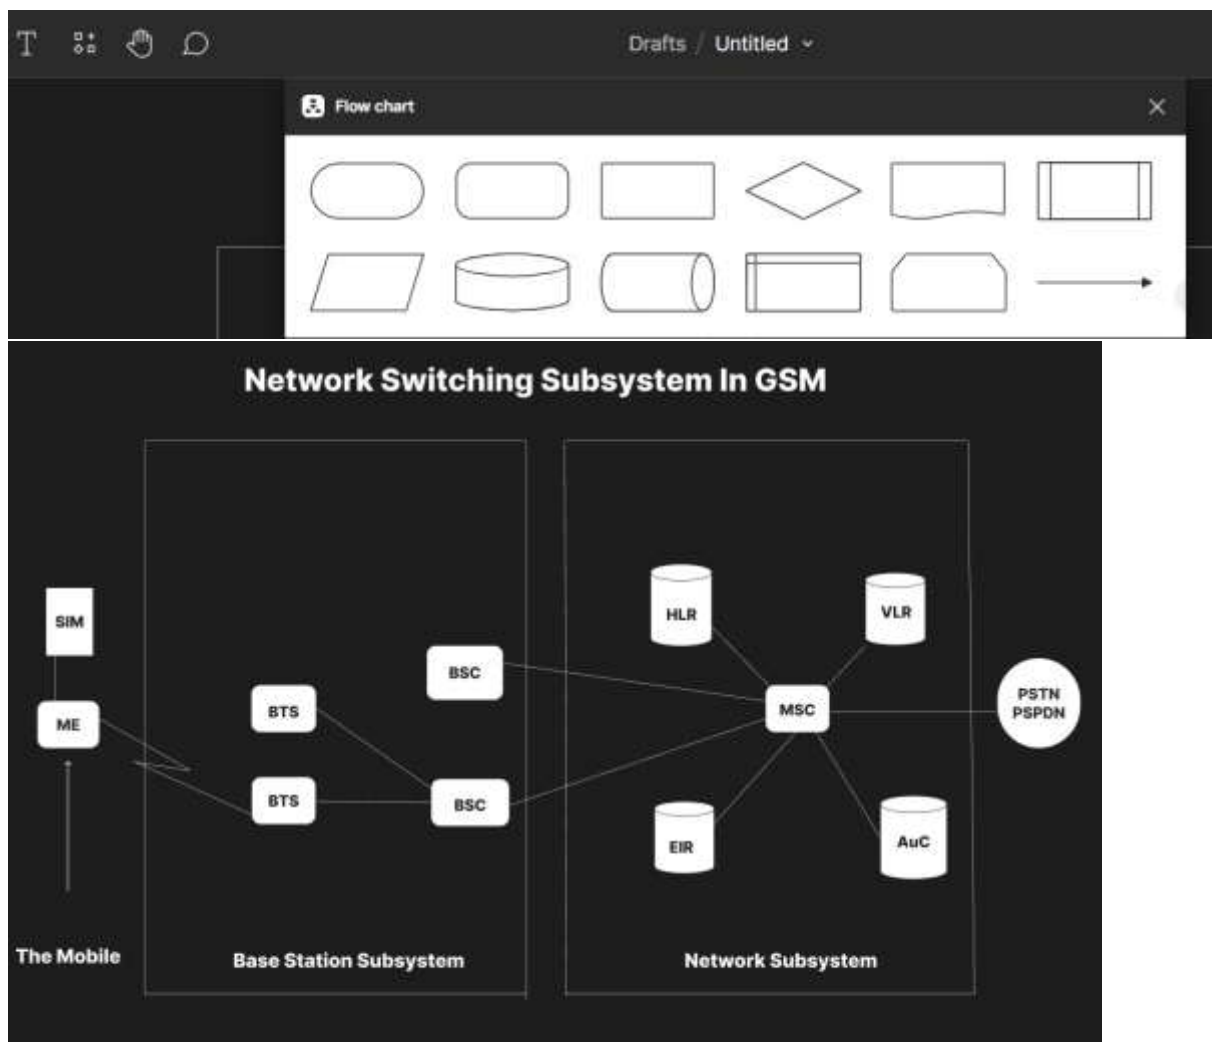 Drafts / Untitled
Flow chart
Network Switching Subsystem In GSM
SIM
ME
The Mobile
BTS
BTS
BSC
BSC
Base Station Subsystem
HLR
VLR
MSC
EIR
AuC
Network Subsystem
PSTN
PSPDN